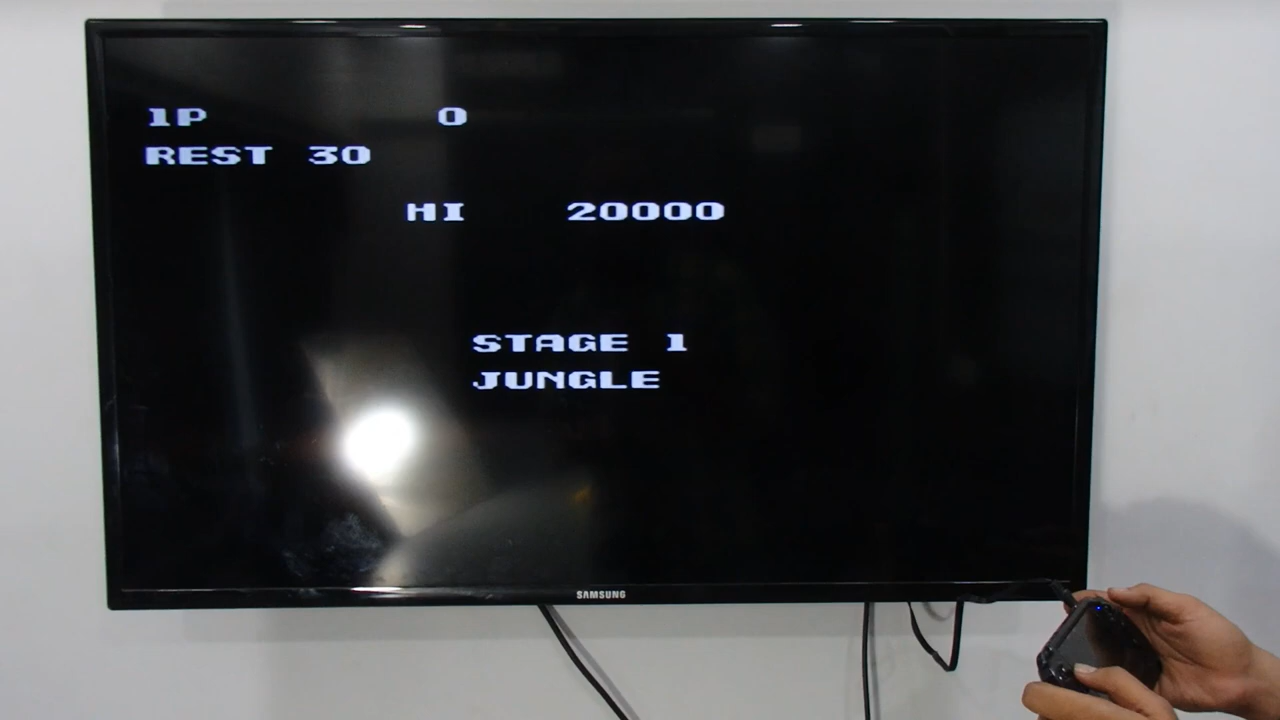 1P 0
REST 30
HI 20000
STAGE 1
JUNGLE
SAMSUNG